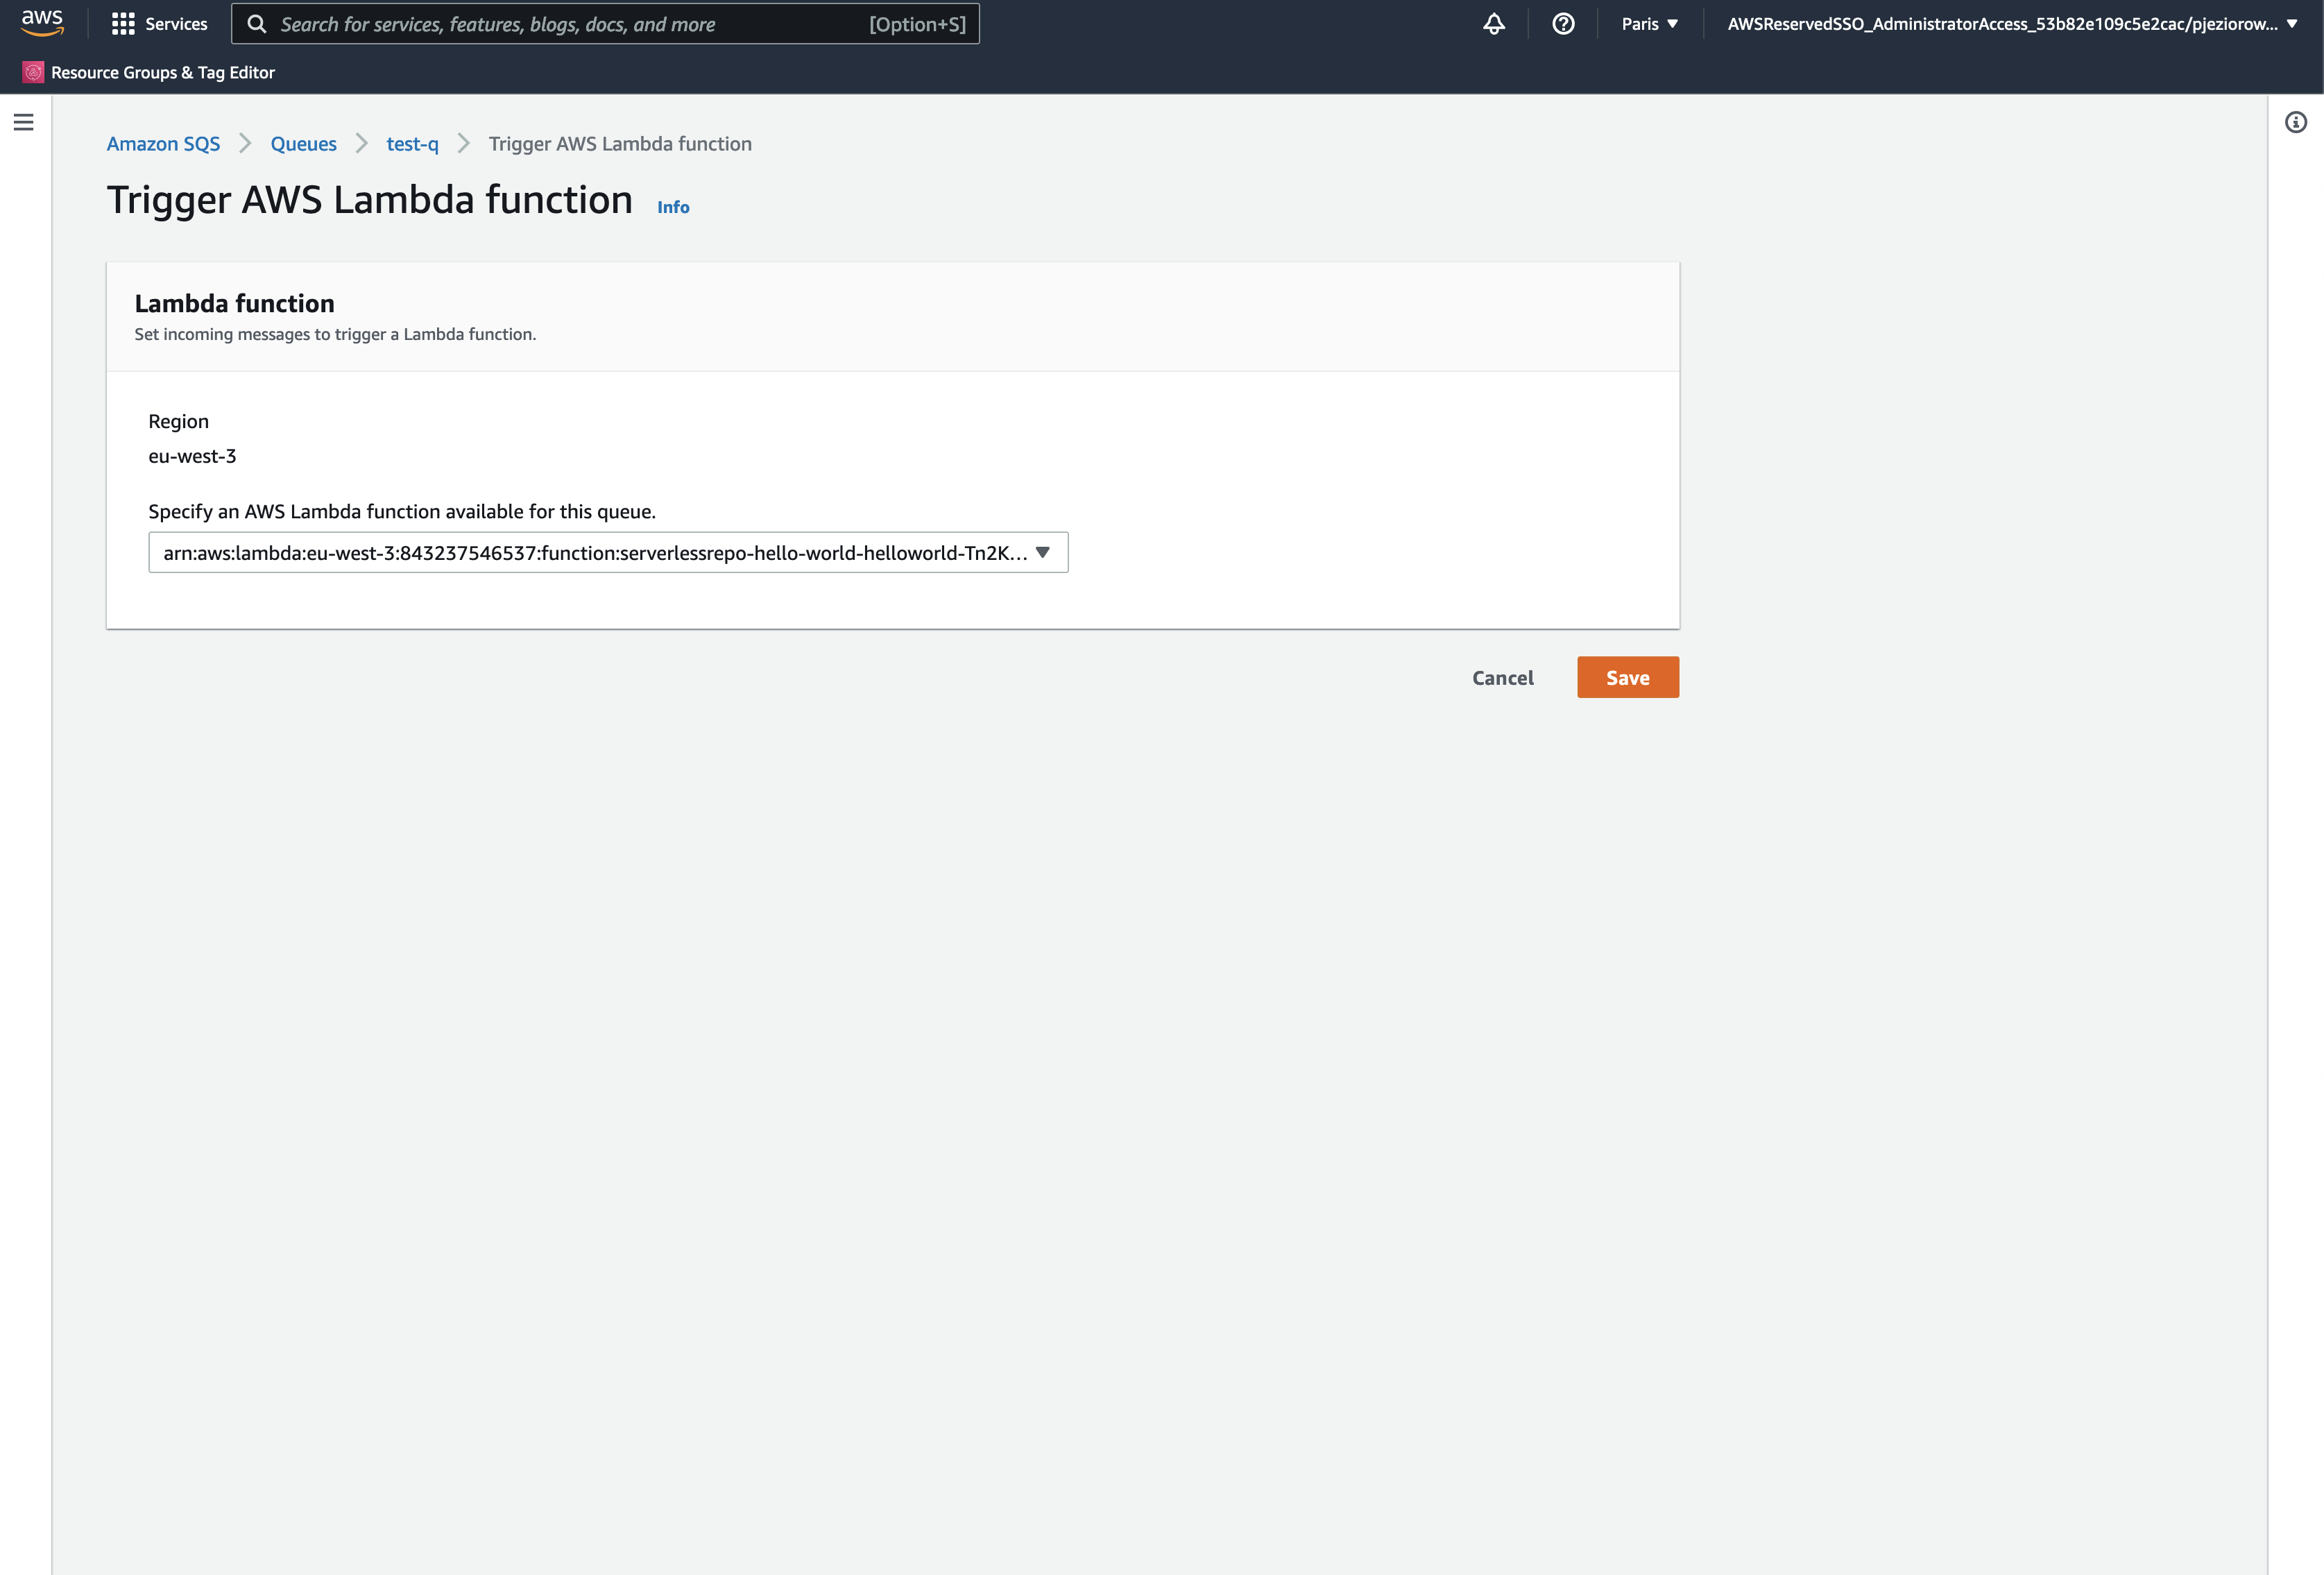 aws
Services
Search for services, features, blogs, docs, and more [Option+S]
Paris
AWSReservedSSO_AdministratorAccess_53b82e109c5e2cac/pjeziorow...
Resource Groups & Tag Editor
Amazon SQS
Queues
test-q
Trigger AWS Lambda function
Trigger AWS Lambda function
Info
Lambda function
Set incoming messages to trigger a Lambda function.
Region
eu-west-3
Specify an AWS Lambda function available for this queue.
arn:aws:lambda:eu-west-3:843237546537:function:serverlessrepo-hello-world-helloworld-Tn2K...
Cancel
Save